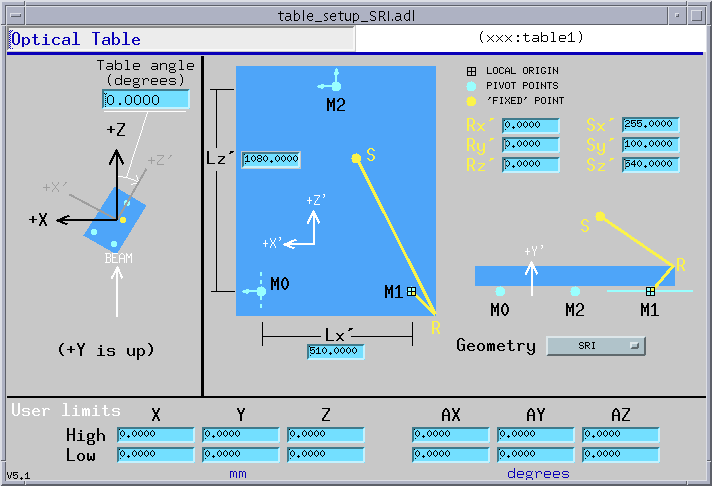 table_setup_SRI.adl
Optical Table
(xxx:table1)
Table angle
(degrees)
0.0000
+Z
+Z'
+X'
+X
BEAM
(+Y is up)
M2
Lz'
1080.0000
S
+Z'
+X'
M0
M1
R
Lx'
510.0000
LOCAL ORIGIN
PIVOT POINTS
'FIXED' POINT
Rx' 0.0000 Sx' 255.0000
Ry' 0.0000 Sy' 100.0000
Rz' 0.0000 Sz' 540.0000
S
+Y'
R
M0 M2 M1
Geometry SRI
User limits
X Y Z AX AY AZ
High 0.0000 0.0000 0.0000 0.0000 0.0000 0.0000
Low 0.0000 0.0000 0.0000 0.0000 0.0000 0.0000
V5.1 mm degrees